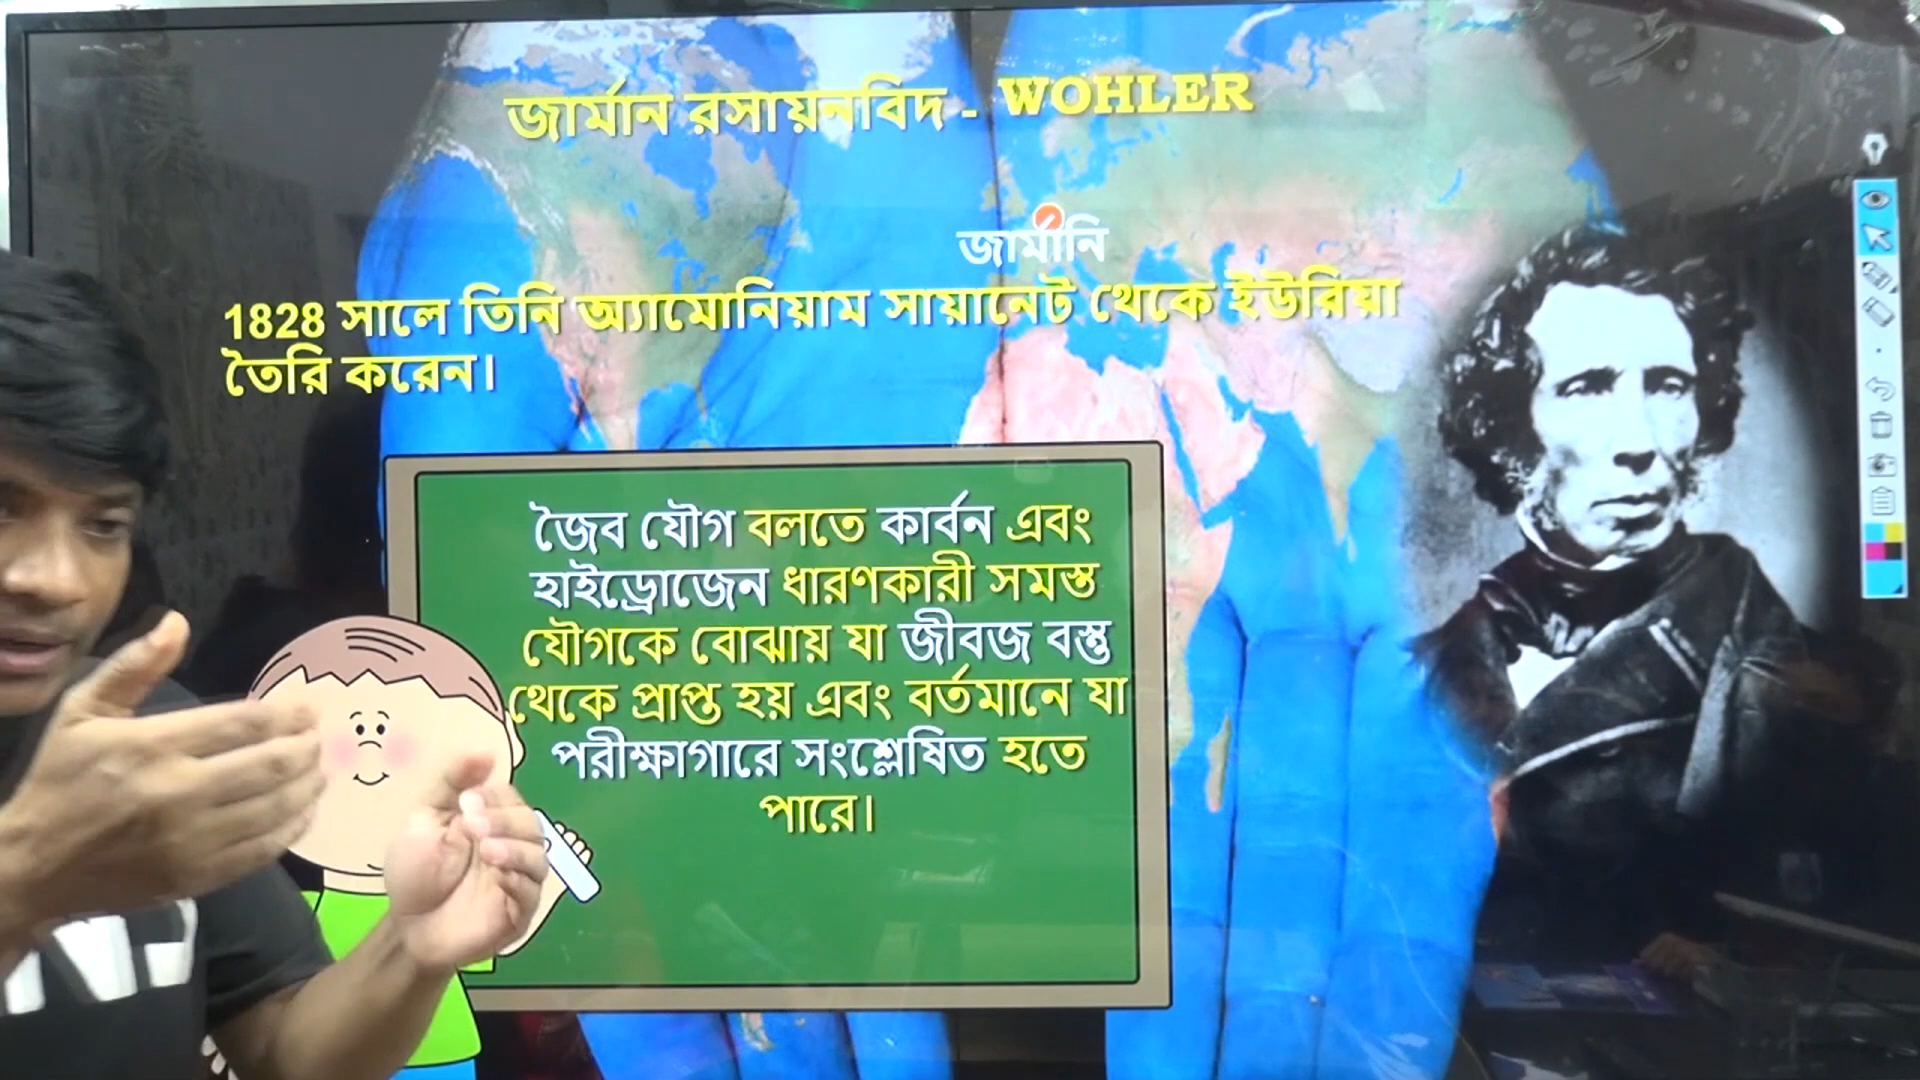 জার্মান রসায়নবিদ - WOHLER
জার্মানি
1828 সালে তিনি অ্যামোনিয়াম সায়ানেট থেকে ইউরিয়া
তৈরি করেন।
জৈব যৌগ বলতে কার্বন এবং
হাইড্রোজেন ধারণকারী সমস্ত
যৌগকে বোঝায় যা জীবজ বস্তু
থেকে প্রাপ্ত হয় এবং বর্তমানে যা
পরীক্ষাগারে সংশ্লেষিত হতে
পারে।